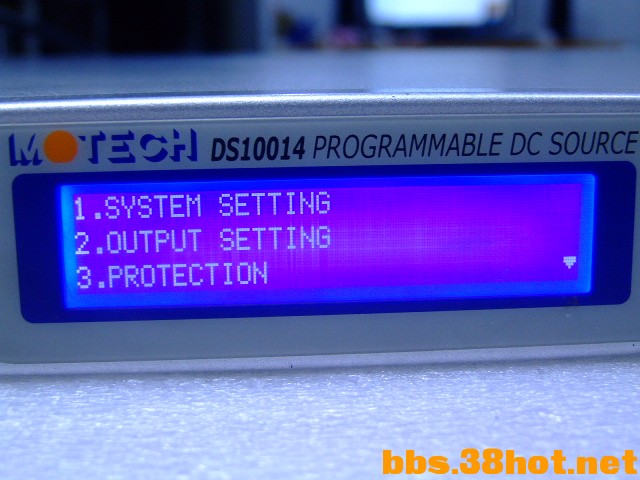 MOTECH DS10014 PROGRAMMABLE DC SOURCE
1.SYSTEM SETTING
2.OUTPUT SETTING
3.PROTECTION
bbs.38hot.net